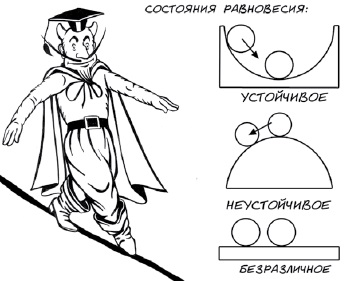 СОСТОЯНИЯ РАВНОВЕСИЯ:
УСТОЙЧИВОЕ
НЕУСТОЙЧИВОЕ
БЕЗРАЗЛИЧНОЕ